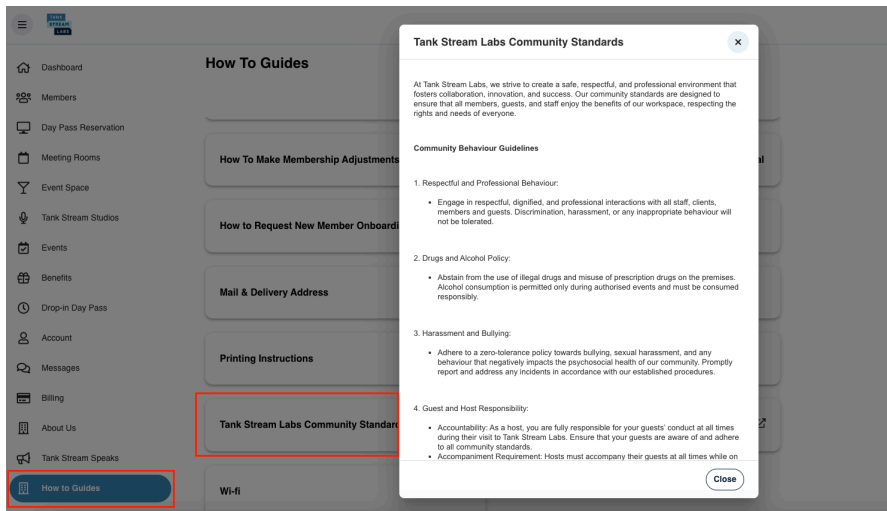 TANK
STREAM
LABS
Dashboard
Members
Day Pass Reservation
Meeting Rooms
Event Space
Tank Stream Studios
Events
Benefits
Drop-in Day Pass
Account
Messages
Billing
About Us
Tank Stream Speaks
How to Guides
How To Guides
How To Make Membership Adjustments
al
How to Request New Member Onboardi
Mail & Delivery Address
Printing Instructions
Tank Stream Labs Community Standard
Wi-fi
Tank Stream Labs Community Standards
At Tank Stream Labs, we strive to create a safe, respectful, and professional environment that
fosters collaboration, innovation, and success. Our community standards are designed to
ensure that all members, guests, and staff enjoy the benefits of our workspace, respecting the
rights and needs of everyone.
Community Behaviour Guidelines
1. Respectful and Professional Behaviour:
• Engage in respectful, dignified, and professional interactions with all staff, clients,
members and guests. Discrimination, harassment, or any inappropriate behaviour will
not be tolerated.
2. Drugs and Alcohol Policy:
• Abstain from the use of illegal drugs and misuse of prescription drugs on the premises.
Alcohol consumption is permitted only during authorised events and must be consumed
responsibly.
3. Harassment and Bullying:
• Adhere to a zero-tolerance policy towards bullying, sexual harassment, and any
behaviour that negatively impacts the psychosocial health of our community. Promptly
report and address any incidents in accordance with our established procedures.
4. Guest and Host Responsibility:
• Accountability: As a host, you are fully responsible for your guests' conduct at all times
during their visit to Tank Stream Labs. Ensure that your guests are aware of and adhere
to all community standards.
• Accompaniment Requirement: Hosts must accompany their guests at all times while on
Close